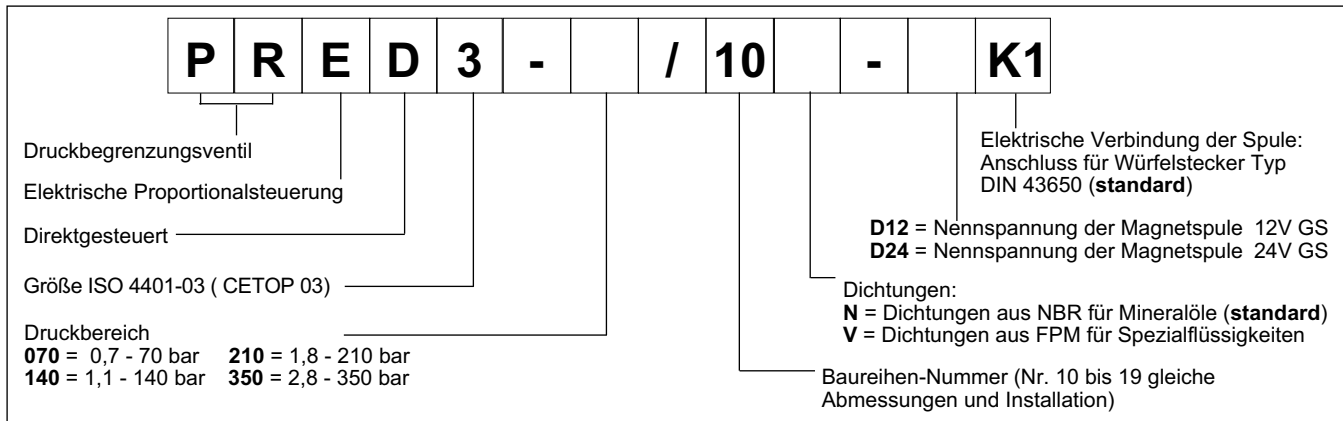 P R E D 3 - / 10 - K1
Druckbegrenzungsventil
Elektrische Proportionalsteuerung
Direktgesteuert
Größe ISO 4401-03 ( CETOP 03)
Druckbereich
070 = 0,7 - 70 bar 210 = 1,8 - 210 bar
140 = 1,1 - 140 bar 350 = 2,8 - 350 bar
Elektrische Verbindung der Spule:
Anschluss für Würfelstecker Typ
DIN 43650 (standard)
D12 = Nennspannung der Magnetspule 12V GS
D24 = Nennspannung der Magnetspule 24V GS
Dichtungen:
N = Dichtungen aus NBR für Mineralöle (standard)
V = Dichtungen aus FPM für Spezialflüssigkeiten
Baureihen-Nummer (Nr. 10 bis 19 gleiche
Abmessungen und Installation)